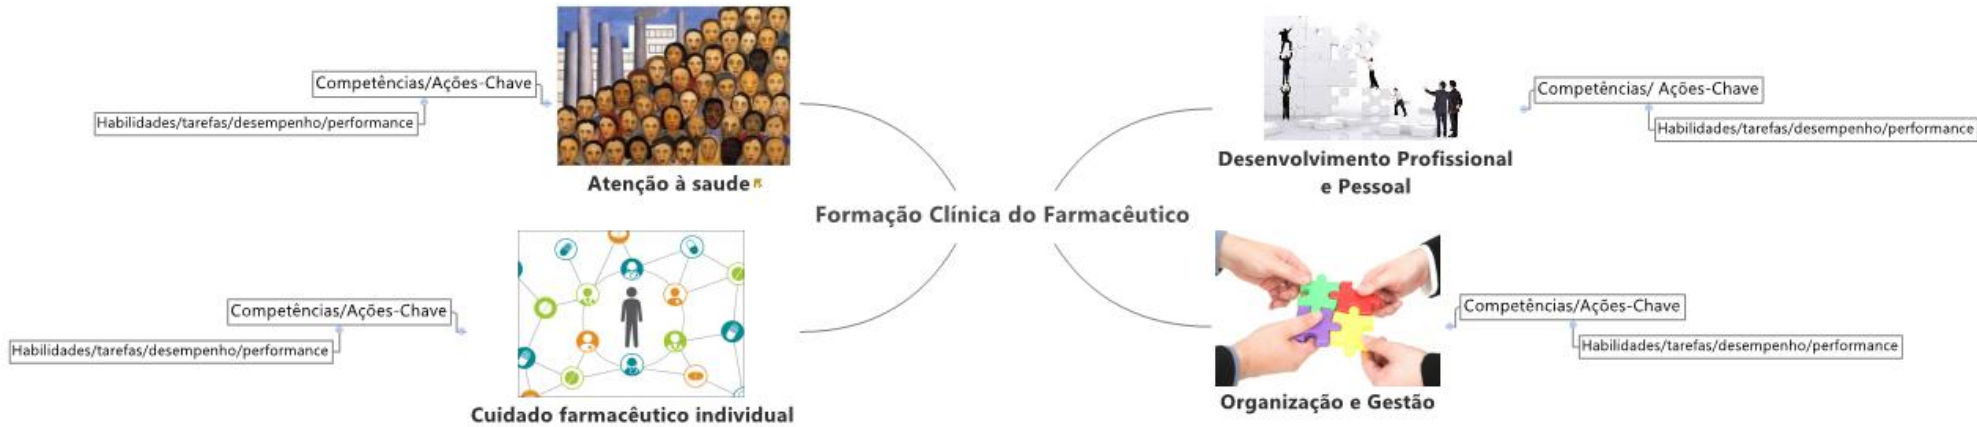 Competências/Ações-Chave
Habilidades/tarefas/desempenho/performance
Atenção à saude
Competências/ Ações-Chave
Habilidades/tarefas/desempenho/performance
Desenvolvimento Profissional
e Pessoal
Formação Clínica do Farmacêutico
Competências/Ações-Chave
Habilidades/tarefas/desempenho/performance
Cuidado farmacêutico individual
Competências/Ações-Chave
Habilidades/tarefas/desempenho/performance
Organização e Gestão